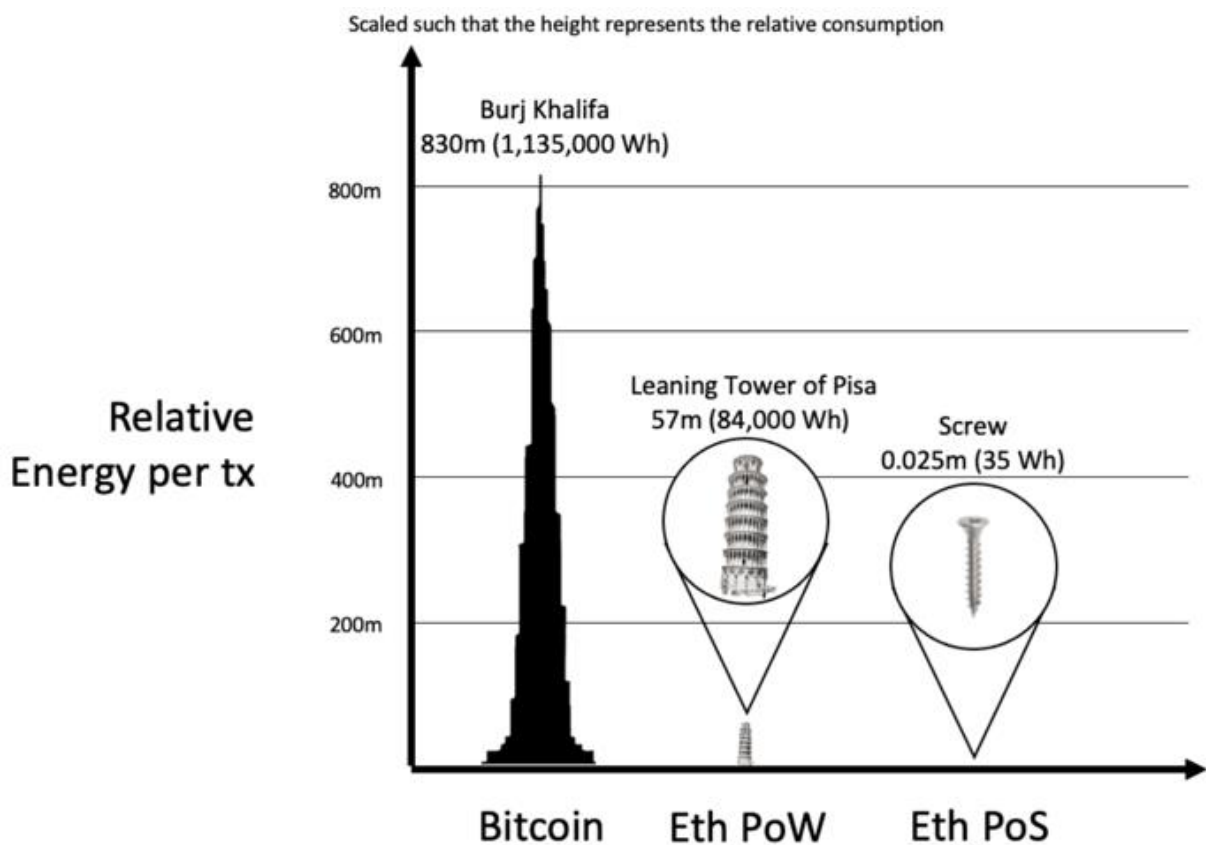 Scaled such that the height represents the relative consumption
Burj Khalifa
830m (1,135,000 Wh)
800m
600m
Leaning Tower of Pisa
57m (84,000 Wh)
Screw
0.025m (35 Wh)
Relative
Energy per tx
400m
200m
Bitcoin
Eth PoW
Eth PoS